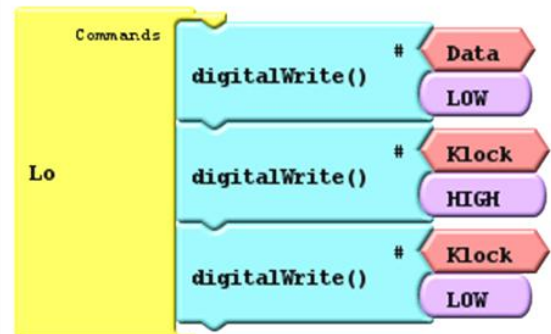 Commands
# Data
digitalWrite()
LOW
# Klock
Lo
digitalWrite()
HIGH
# Klock
digitalWrite()
LOW